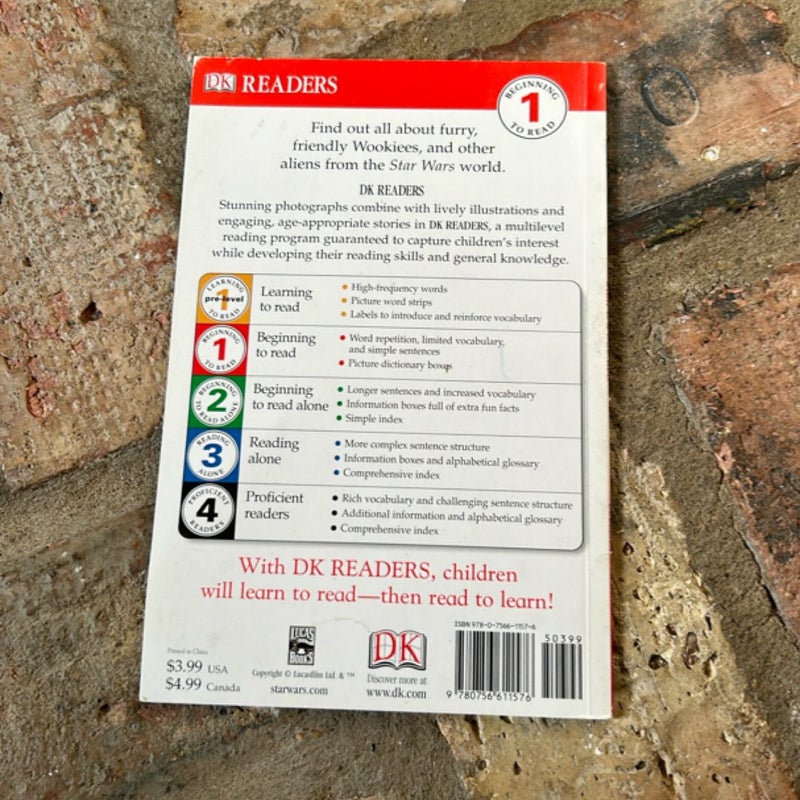 DK READERS
BEGINNING
1
TO READ
Find out all about furry,
friendly Wookiees, and other
aliens from the Star Wars world.
DK READERS
Stunning photographs combine with lively illustrations and
engaging, age-appropriate stories in DK READERS, a multilevel
reading program guaranteed to capture children's interest
while developing their reading skills and general knowledge.
LEARNING
pre-level 1
TO READ
Learning
to read
• High-frequency words
• Picture word strips
• Labels to introduce and reinforce vocabulary
BEGINNING
1
TO READ
Beginning
to read
• Word repetition, limited vocabulary,
and simple sentences
• Picture dictionary boxes
BEGINNING
2
TO READ ALONE
Beginning
to read alone
• Longer sentences and increased vocabulary
• Information boxes full of extra fun facts
• Simple index
READING
3
ALONE
Reading
alone
• More complex sentence structure
• Information boxes and alphabetical glossary
• Comprehensive index
PROFICIENT
4
READERS
Proficient
readers
• Rich vocabulary and challenging sentence structure
• Additional information and alphabetical glossary
• Comprehensive index
With DK READERS, children
will learn to read—then read to learn!
Printed in China
$3.99 USA
$4.99 Canada
LUCAS
BOOKS
Copyright © Lucasfilm Ltd. & ™
starwars.com
DK
Discover more at
www.dk.com
ISBN 978-0-7566-1157-6
50399
9 780756 611576